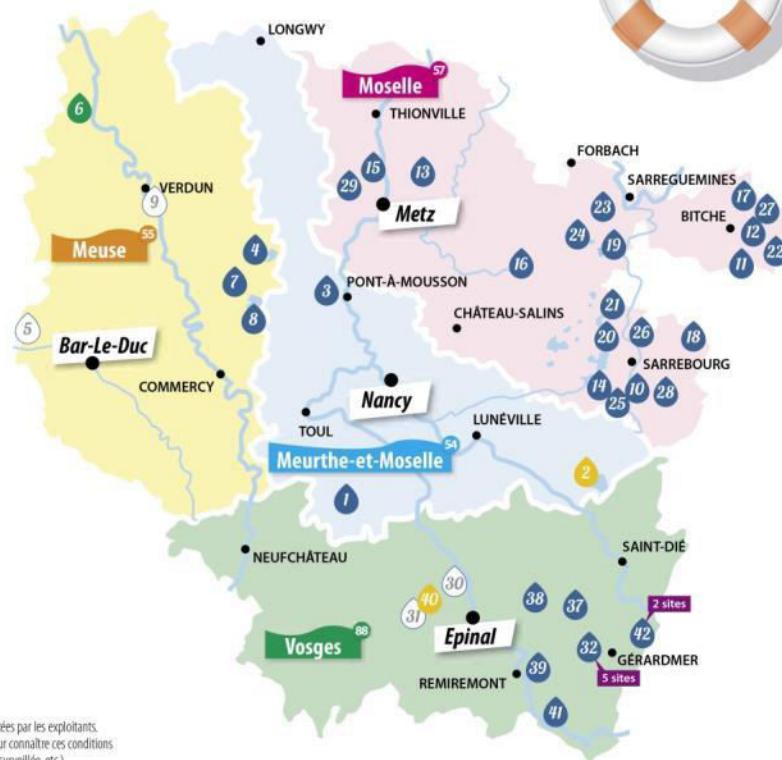 LONGWY
Moselle 57
THIONVILLE
6
FORBACH
15
13
29
SARREGUEMINES
VERDUN
9
Metz
23
17
27
BITCHE
12
22
11
24
19
Meuse 55
4
7
8
16
3
PONT-À-MOUSSON
21
CHÂTEAU-SALINS
20
26
18
5
Bar-Le-Duc
SARREBOURG
COMMERCY
Nancy
14
25
10
28
TOUL
LUNÉVILLE
Meurthe-et-Moselle 54
2
1
NEUFCHÂTEAU
SAINT-DIÉ
30
40
31
38
37
2 sites
42
Epinal
Vosges 88
32
GÉRARDMER
5 sites
39
REMIREMONT
41
ées par les exploitants.
ur connaître ces conditions
surveillée, etc.)